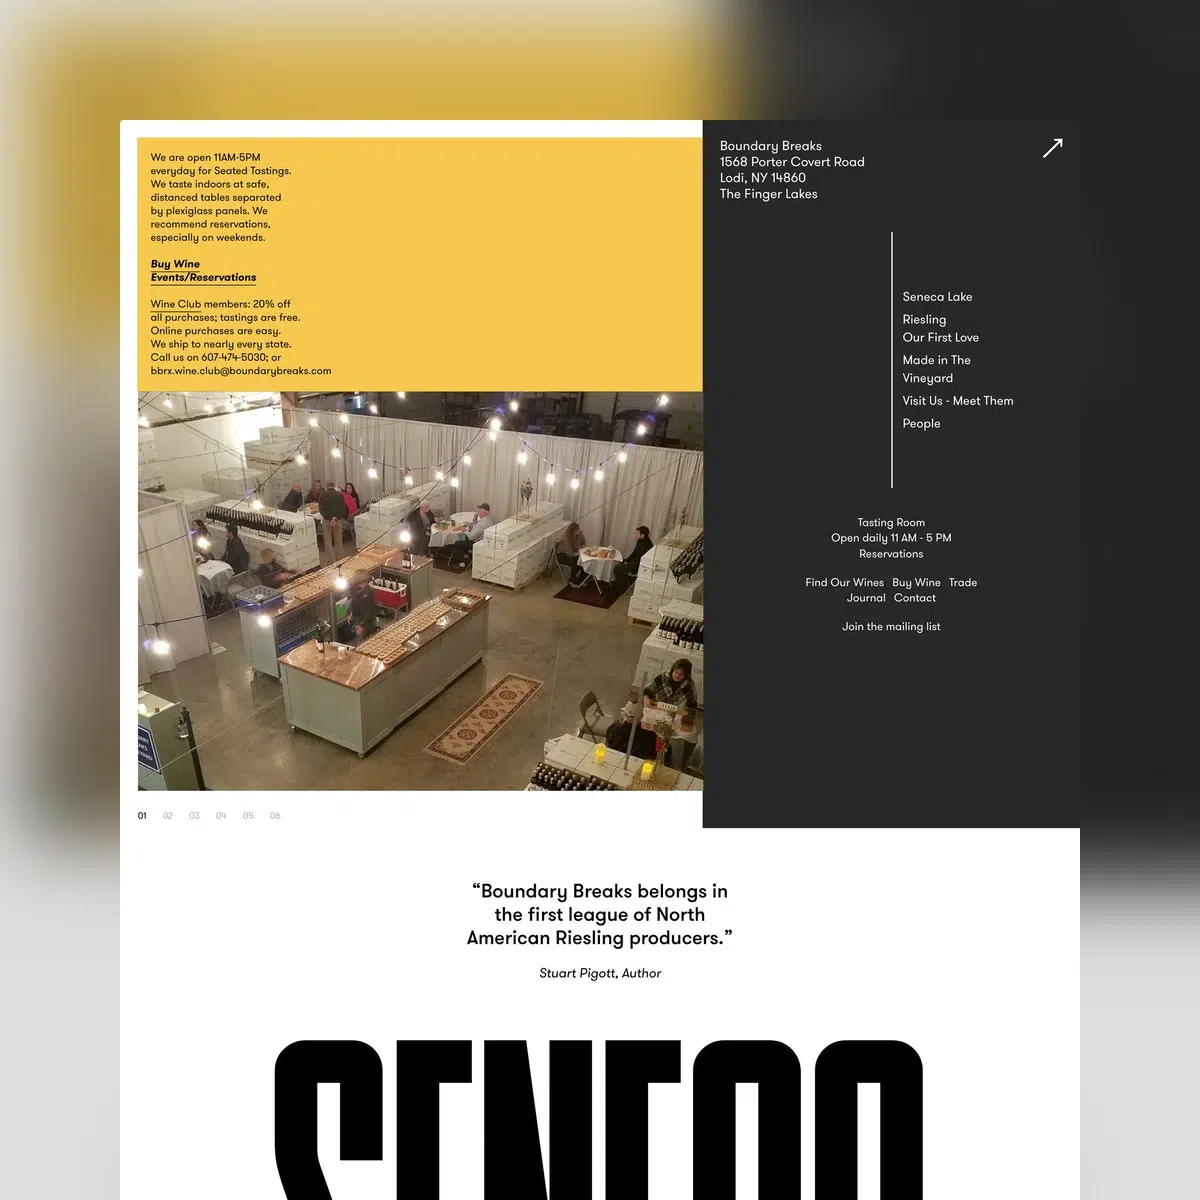 We are open 11AM-5PM
everyday for Seated Tastings.
We taste indoors at safe,
distanced tables separated
by plexiglass panels. We
recommend reservations,
especially on weekends.
Buy Wine
Events/Reservations
Wine Club members: 20% off
all purchases; tastings are free.
Online purchases are easy.
We ship to nearly every state.
Call us on 607-474-5030; or
bbrx.wine.club@boundarybreaks.com
01 02 03 04 05 06
Boundary Breaks
1568 Porter Covert Road
Lodi, NY 14860
The Finger Lakes
Seneca Lake
Riesling
Our First Love
Made in The
Vineyard
Visit Us - Meet Them
People
Tasting Room
Open daily 11 AM - 5 PM
Reservations
Find Our Wines Buy Wine Trade
Journal Contact
Join the mailing list
“Boundary Breaks belongs in
the first league of North
American Riesling producers.”
Stuart Pigott, Author